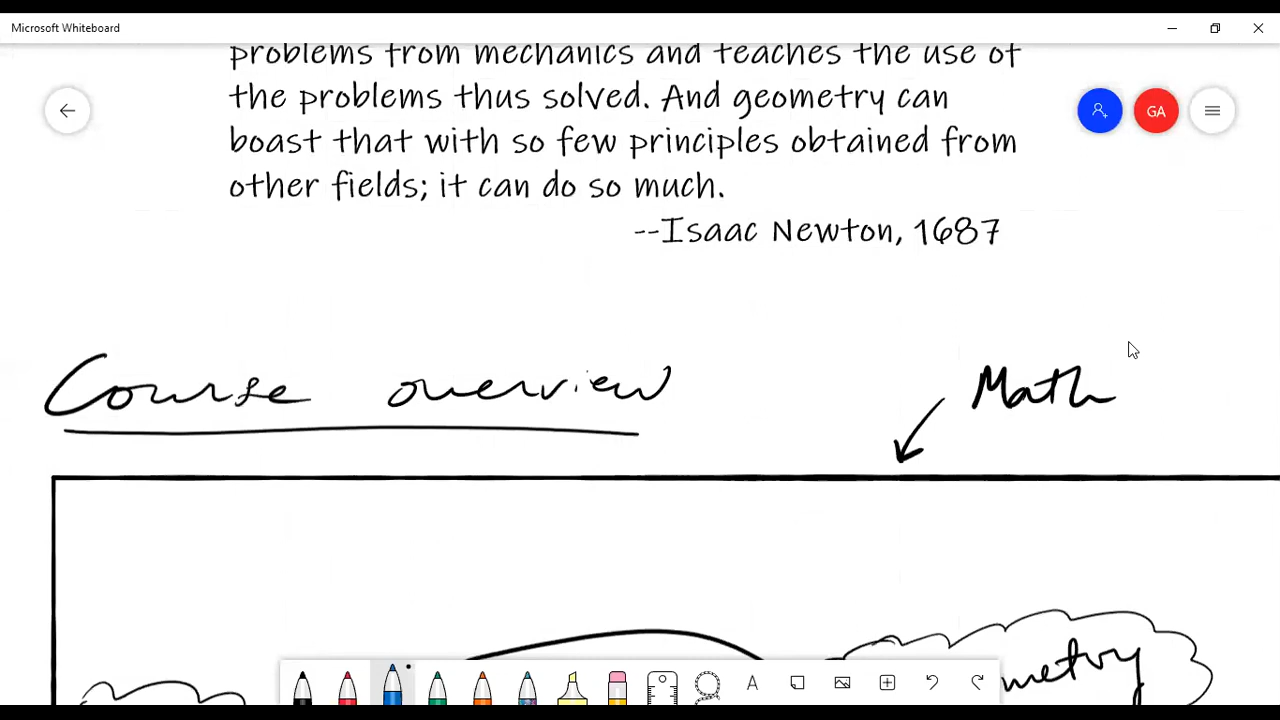 Microsoft Whiteboard
problems from mechanics and teaches the use of
the problems thus solved. And geometry can
boast that with so few principles obtained from
other fields; it can do so much.
--Isaac Newton, 1687
GA
Course overview
Math
ometry
A